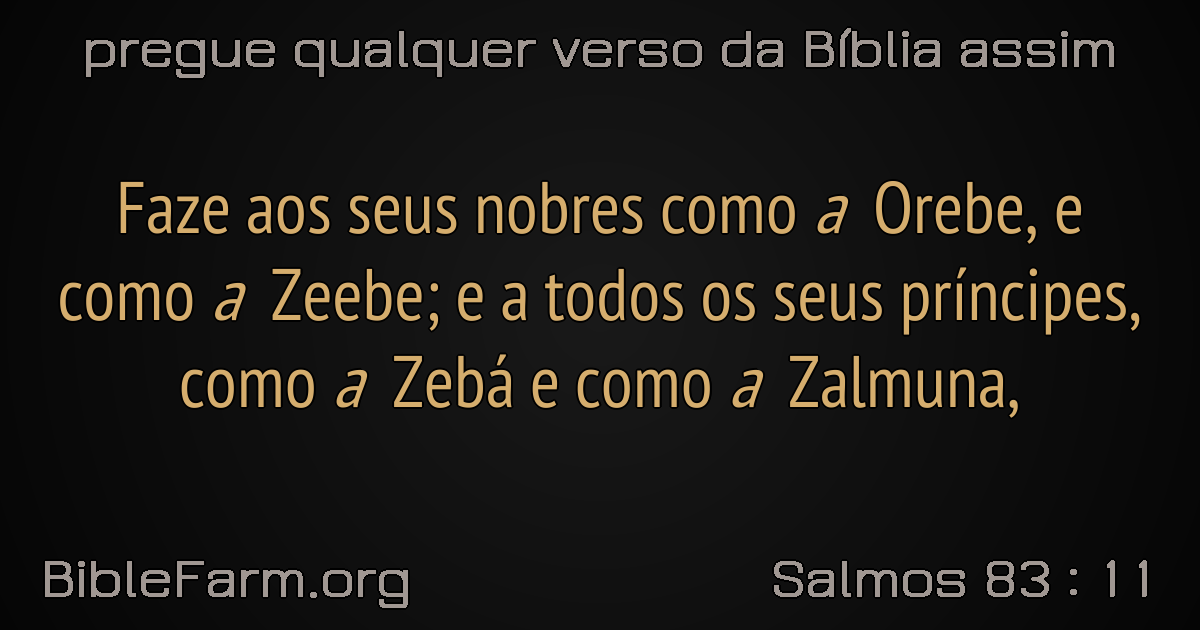 pregue qualquer verso da Bíblia assim
Faze aos seus nobres como a Orebe, e
como a Zeebe; e a todos os seus príncipes,
como a Zebá e como a Zalmuna,
BibleFarm.org
Salmos 83 : 11